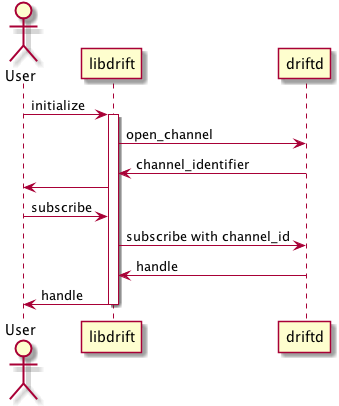 User
libdrift
driftd
initialize
open_channel
channel_identifier
subscribe
subscribe with channel_id
handle
handle
User
libdrift
driftd